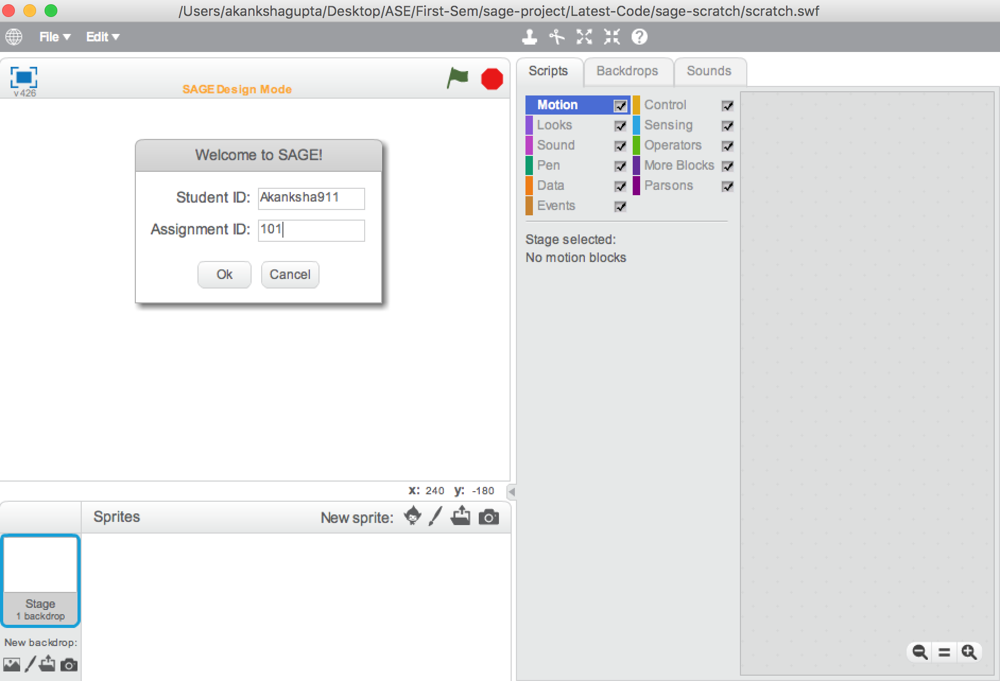 /Users/akankshagupta/Desktop/ASE/First-Sem/sage-project/Latest-Code/sage-scratch/scratch.swf
File Edit
v426
SAGE Design Mode
Welcome to SAGE!
Student ID: Akanksha911
Assignment ID: 101
Ok Cancel
x: 240 y: -180
Sprites New sprite:
Stage
1 backdrop
New backdrop:
Scripts Backdrops Sounds
Motion Control
Looks Sensing
Sound Operators
Pen More Blocks
Data Parsons
Events
Stage selected:
No motion blocks